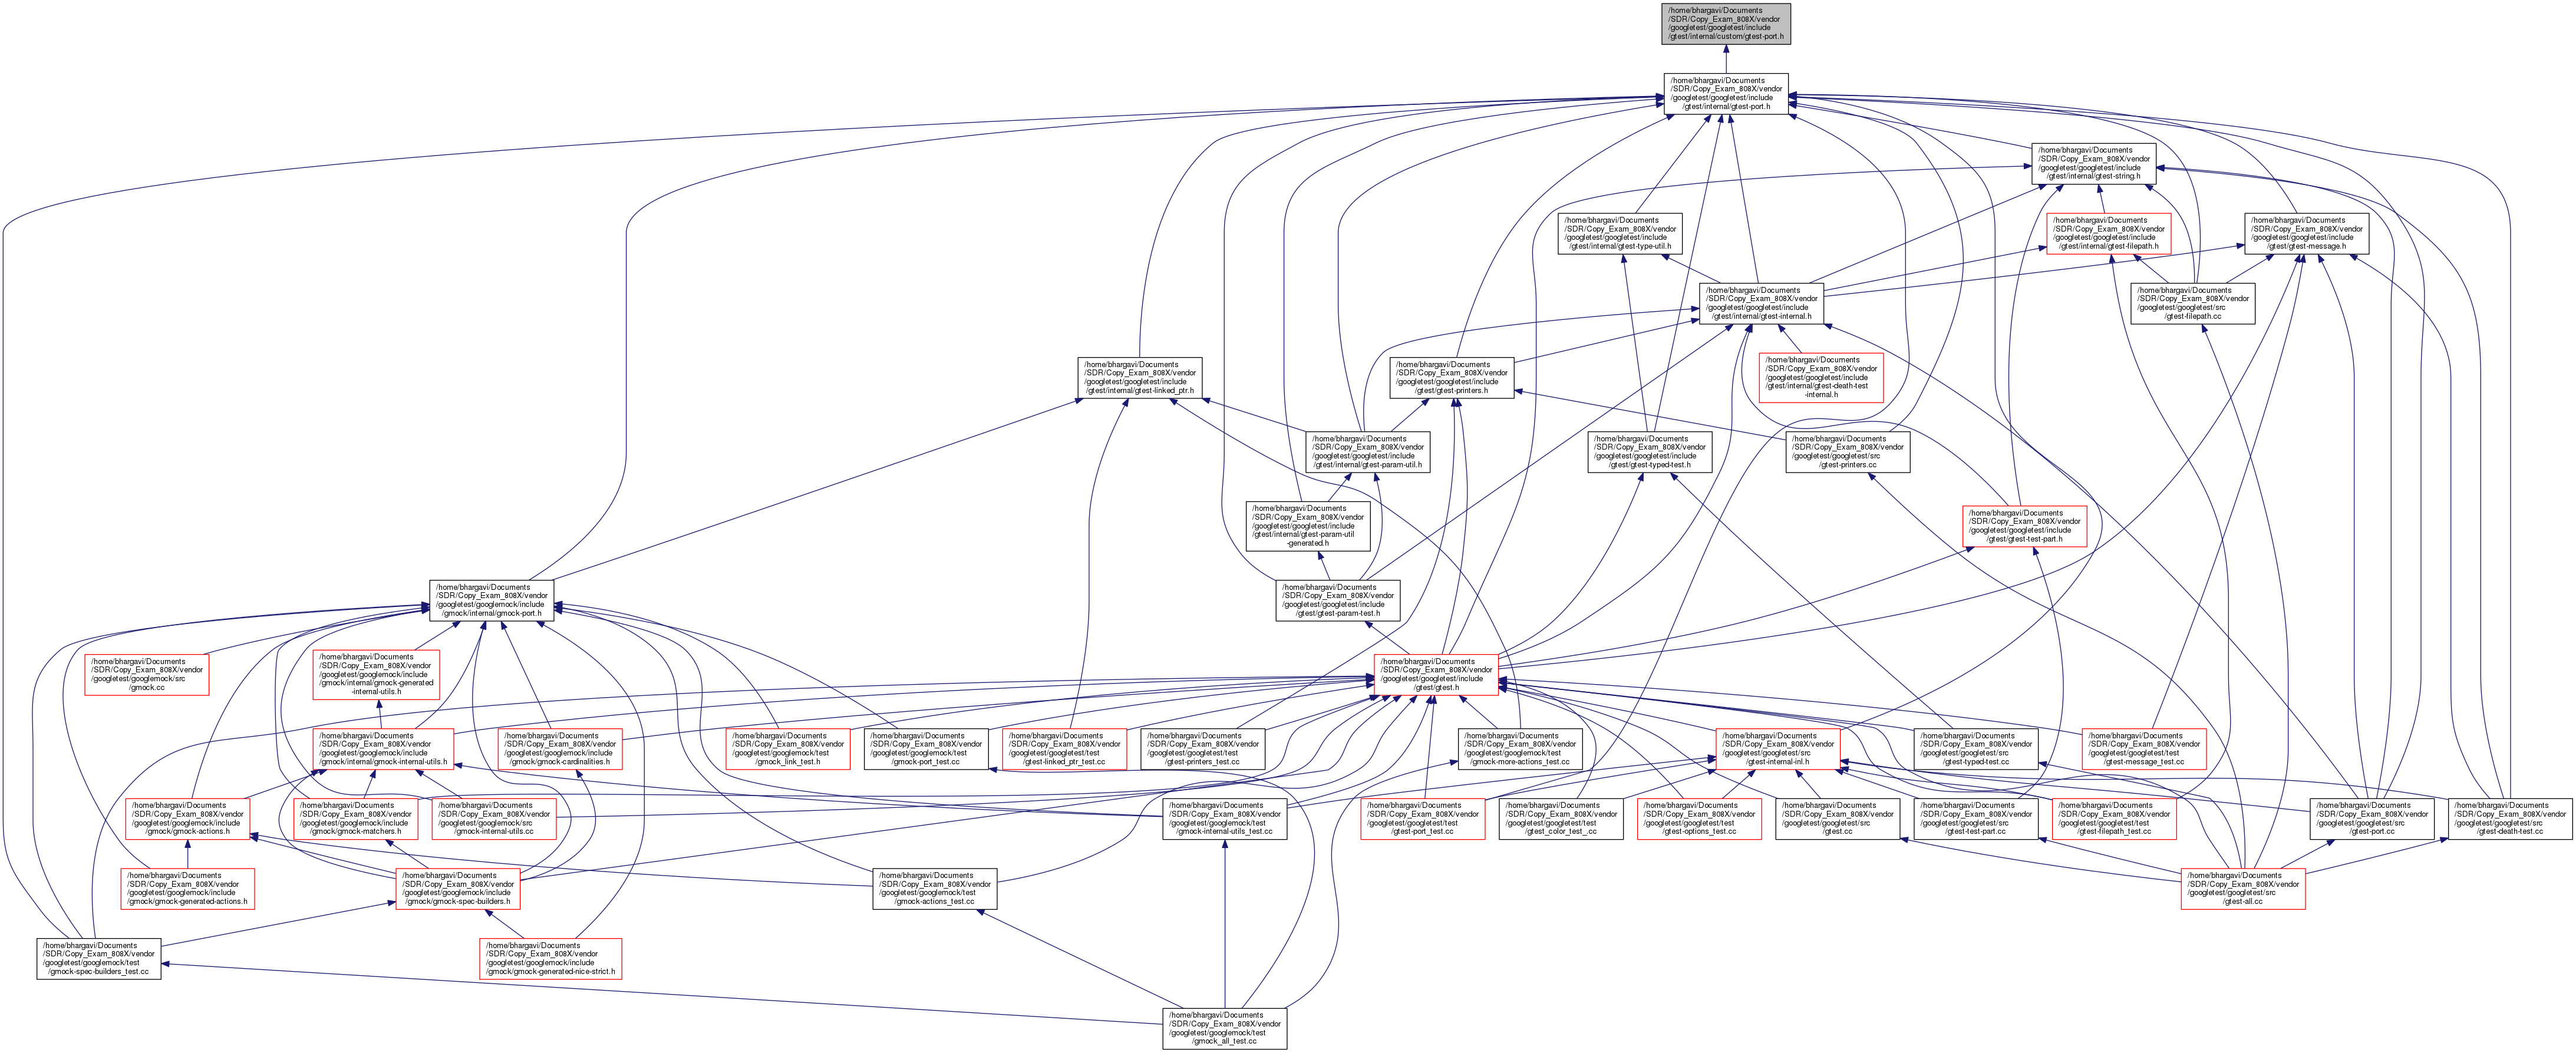 /home/bhargavi/Documents
/SDR/Copy_Exam_808X/vendor
/googletest/googletest/include
/gtest/internal/custom/gtest-port.h
/home/bhargavi/Documents
/SDR/Copy_Exam_808X/vendor
/googletest/googletest/include
/gtest/internal/gtest-port.h
/home/bhargavi/Documents
/SDR/Copy_Exam_808X/vendor
/googletest/googletest/include
/gtest/internal/gtest-string.h
/home/bhargavi/Documents
/SDR/Copy_Exam_808X/vendor
/googletest/googletest/include
/gtest/internal/gtest-type-util.h
/home/bhargavi/Documents
/SDR/Copy_Exam_808X/vendor
/googletest/googletest/include
/gtest/internal/gtest-filepath.h
/home/bhargavi/Documents
/SDR/Copy_Exam_808X/vendor
/googletest/googletest/include
/gtest/gtest-message.h
/home/bhargavi/Documents
/SDR/Copy_Exam_808X/vendor
/googletest/googletest/include
/gtest/internal/gtest-internal.h
/home/bhargavi/Documents
/SDR/Copy_Exam_808X/vendor
/googletest/googletest/src
/gtest-filepath.cc
/home/bhargavi/Documents
/SDR/Copy_Exam_808X/vendor
/googletest/googletest/include
/gtest/internal/gtest-linked_ptr.h
/home/bhargavi/Documents
/SDR/Copy_Exam_808X/vendor
/googletest/googletest/include
/gtest/gtest-printers.h
/home/bhargavi/Documents
/SDR/Copy_Exam_808X/vendor
/googletest/googletest/include
/gtest/internal/gtest-death-test
-internal.h
/home/bhargavi/Documents
/SDR/Copy_Exam_808X/vendor
/googletest/googletest/include
/gtest/internal/gtest-param-util.h
/home/bhargavi/Documents
/SDR/Copy_Exam_808X/vendor
/googletest/googletest/include
/gtest/gtest-typed-test.h
/home/bhargavi/Documents
/SDR/Copy_Exam_808X/vendor
/googletest/googletest/src
/gtest-printers.cc
/home/bhargavi/Documents
/SDR/Copy_Exam_808X/vendor
/googletest/googletest/include
/gtest/internal/gtest-param-util
-generated.h
/home/bhargavi/Documents
/SDR/Copy_Exam_808X/vendor
/googletest/googletest/include
/gtest/gtest-test-part.h
/home/bhargavi/Documents
/SDR/Copy_Exam_808X/vendor
/googletest/googlemock/include
/gmock/internal/gmock-port.h
/home/bhargavi/Documents
/SDR/Copy_Exam_808X/vendor
/googletest/googletest/include
/gtest/gtest-param-test.h
/home/bhargavi/Documents
/SDR/Copy_Exam_808X/vendor
/googletest/googlemock/src
/gmock.cc
/home/bhargavi/Documents
/SDR/Copy_Exam_808X/vendor
/googletest/googlemock/include
/gmock/internal/gmock-generated
-internal-utils.h
/home/bhargavi/Documents
/SDR/Copy_Exam_808X/vendor
/googletest/googletest/include
/gtest/gtest.h
/home/bhargavi/Documents
/SDR/Copy_Exam_808X/vendor
/googletest/googlemock/include
/gmock/internal/gmock-internal-utils.h
/home/bhargavi/Documents
/SDR/Copy_Exam_808X/vendor
/googletest/googlemock/include
/gmock/gmock-cardinalities.h
/home/bhargavi/Documents
/SDR/Copy_Exam_808X/vendor
/googletest/googlemock/test
/gmock_link_test.h
/home/bhargavi/Documents
/SDR/Copy_Exam_808X/vendor
/googletest/googlemock/test
/gmock-port_test.cc
/home/bhargavi/Documents
/SDR/Copy_Exam_808X/vendor
/googletest/googletest/test
/gtest-linked_ptr_test.cc
/home/bhargavi/Documents
/SDR/Copy_Exam_808X/vendor
/googletest/googletest/test
/gtest-printers_test.cc
/home/bhargavi/Documents
/SDR/Copy_Exam_808X/vendor
/googletest/googlemock/test
/gmock-more-actions_test.cc
/home/bhargavi/Documents
/SDR/Copy_Exam_808X/vendor
/googletest/googletest/src
/gtest-internal-inl.h
/home/bhargavi/Documents
/SDR/Copy_Exam_808X/vendor
/googletest/googletest/src
/gtest-typed-test.cc
/home/bhargavi/Documents
/SDR/Copy_Exam_808X/vendor
/googletest/googletest/test
/gtest-message_test.cc
/home/bhargavi/Documents
/SDR/Copy_Exam_808X/vendor
/googletest/googlemock/include
/gmock/gmock-actions.h
/home/bhargavi/Documents
/SDR/Copy_Exam_808X/vendor
/googletest/googlemock/include
/gmock/gmock-matchers.h
/home/bhargavi/Documents
/SDR/Copy_Exam_808X/vendor
/googletest/googlemock/src
/gmock-internal-utils.cc
/home/bhargavi/Documents
/SDR/Copy_Exam_808X/vendor
/googletest/googlemock/test
/gmock-internal-utils_test.cc
/home/bhargavi/Documents
/SDR/Copy_Exam_808X/vendor
/googletest/googletest/test
/gtest-port_test.cc
/home/bhargavi/Documents
/SDR/Copy_Exam_808X/vendor
/googletest/googletest/test
/gtest_color_test_.cc
/home/bhargavi/Documents
/SDR/Copy_Exam_808X/vendor
/googletest/googletest/test
/gtest-options_test.cc
/home/bhargavi/Documents
/SDR/Copy_Exam_808X/vendor
/googletest/googletest/src
/gtest.cc
/home/bhargavi/Documents
/SDR/Copy_Exam_808X/vendor
/googletest/googletest/src
/gtest-test-part.cc
/home/bhargavi/Documents
/SDR/Copy_Exam_808X/vendor
/googletest/googletest/test
/gtest-filepath_test.cc
/home/bhargavi/Documents
/SDR/Copy_Exam_808X/vendor
/googletest/googletest/src
/gtest-port.cc
/home/bhargavi/Documents
/SDR/Copy_Exam_808X/vendor
/googletest/googletest/src
/gtest-death-test.cc
/home/bhargavi/Documents
/SDR/Copy_Exam_808X/vendor
/googletest/googlemock/include
/gmock/gmock-generated-actions.h
/home/bhargavi/Documents
/SDR/Copy_Exam_808X/vendor
/googletest/googlemock/include
/gmock/gmock-spec-builders.h
/home/bhargavi/Documents
/SDR/Copy_Exam_808X/vendor
/googletest/googlemock/test
/gmock-actions_test.cc
/home/bhargavi/Documents
/SDR/Copy_Exam_808X/vendor
/googletest/googletest/src
/gtest-all.cc
/home/bhargavi/Documents
/SDR/Copy_Exam_808X/vendor
/googletest/googlemock/test
/gmock-spec-builders_test.cc
/home/bhargavi/Documents
/SDR/Copy_Exam_808X/vendor
/googletest/googlemock/include
/gmock/gmock-generated-nice-strict.h
/home/bhargavi/Documents
/SDR/Copy_Exam_808X/vendor
/googletest/googlemock/test
/gmock_all_test.cc